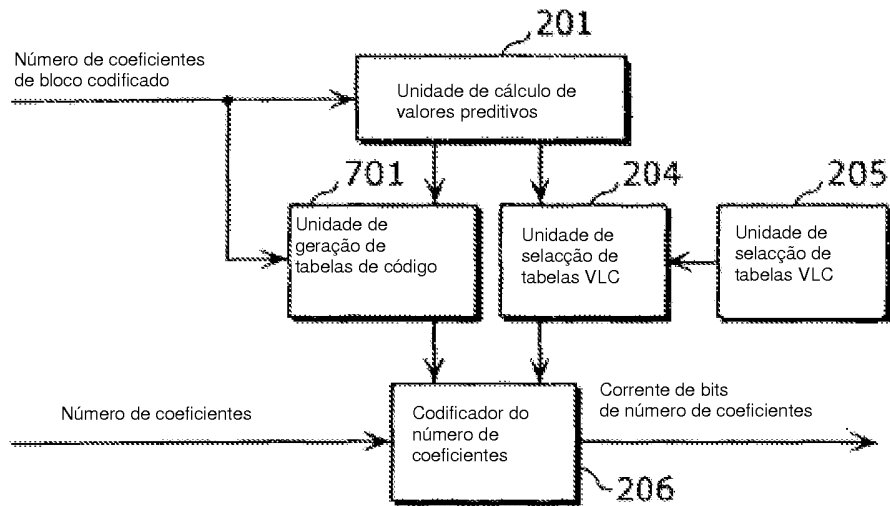 201
Número de coeficientes
de bloco codificado
Unidade de cálculo de
valores preditivos
701
204
205
Unidade de
geração de
tabelas de código
Unidade de
selacção de
tabelas VLC
Unidade de
selacção de
tabelas VLC
Número de coeficientes
Codificador do
número de
coeficientes
Corrente de bits
de número de coeficientes
206